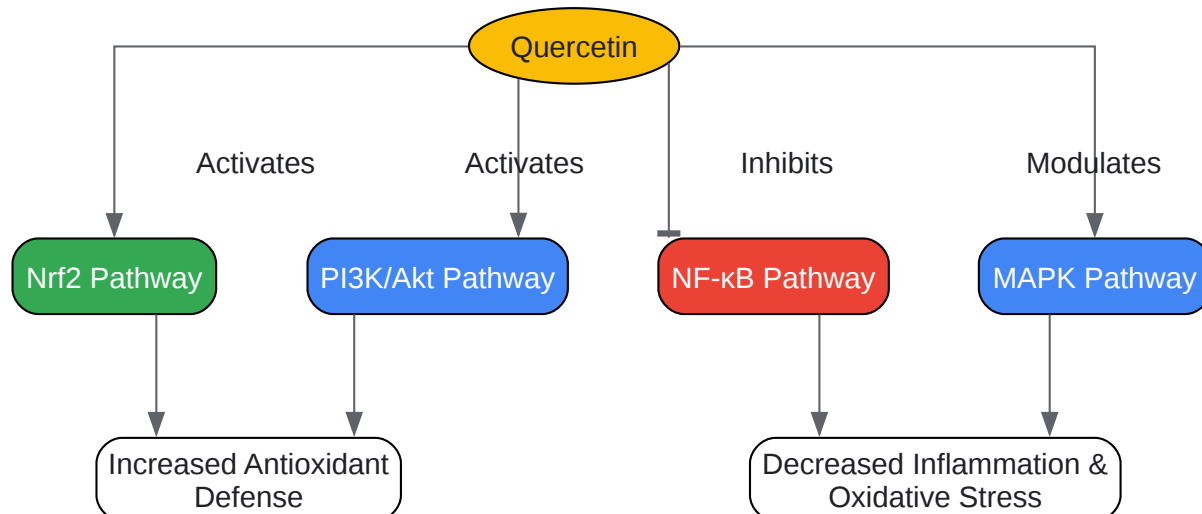 Quercetin
Activates
Activates
Inhibits
Modulates
Nrf2 Pathway
PI3K/Akt Pathway
NF-κB Pathway
MAPK Pathway
Increased Antioxidant
Defense
Decreased Inflammation &
Oxidative Stress